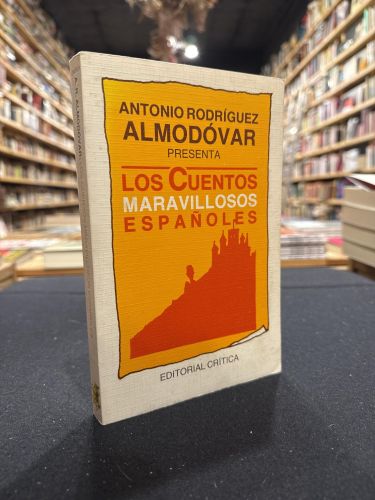 ANTONIO RODRÍGUEZ
ALMODÓVAR
PRESENTA
LOS CUENTOS
MARAVILLOSOS
ESPAÑOLES
EDITORIAL CRÍTICA